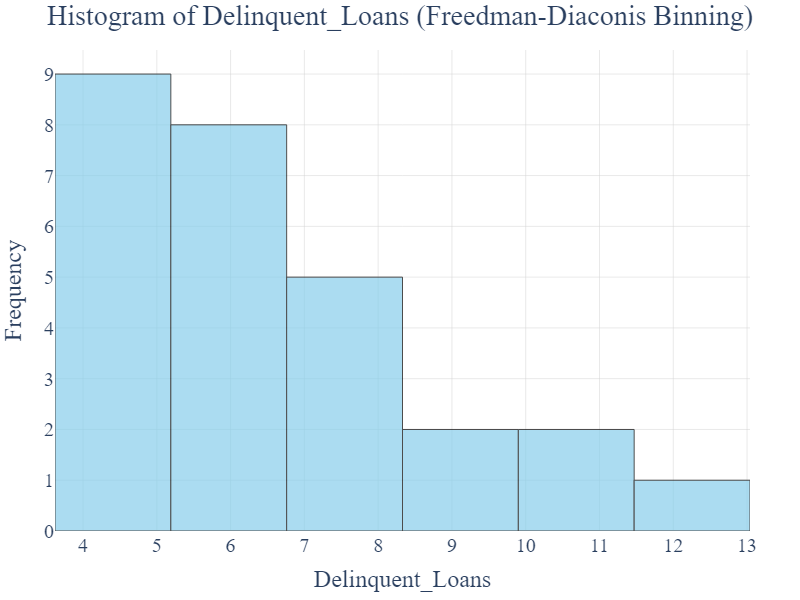 Histogram of Delinquent_Loans (Freedman-Diaconis Binning)
Frequency
9
8
7
6
5
4
3
2
1
0
4 5 6 7 8 9 10 11 12 13
Delinquent_Loans